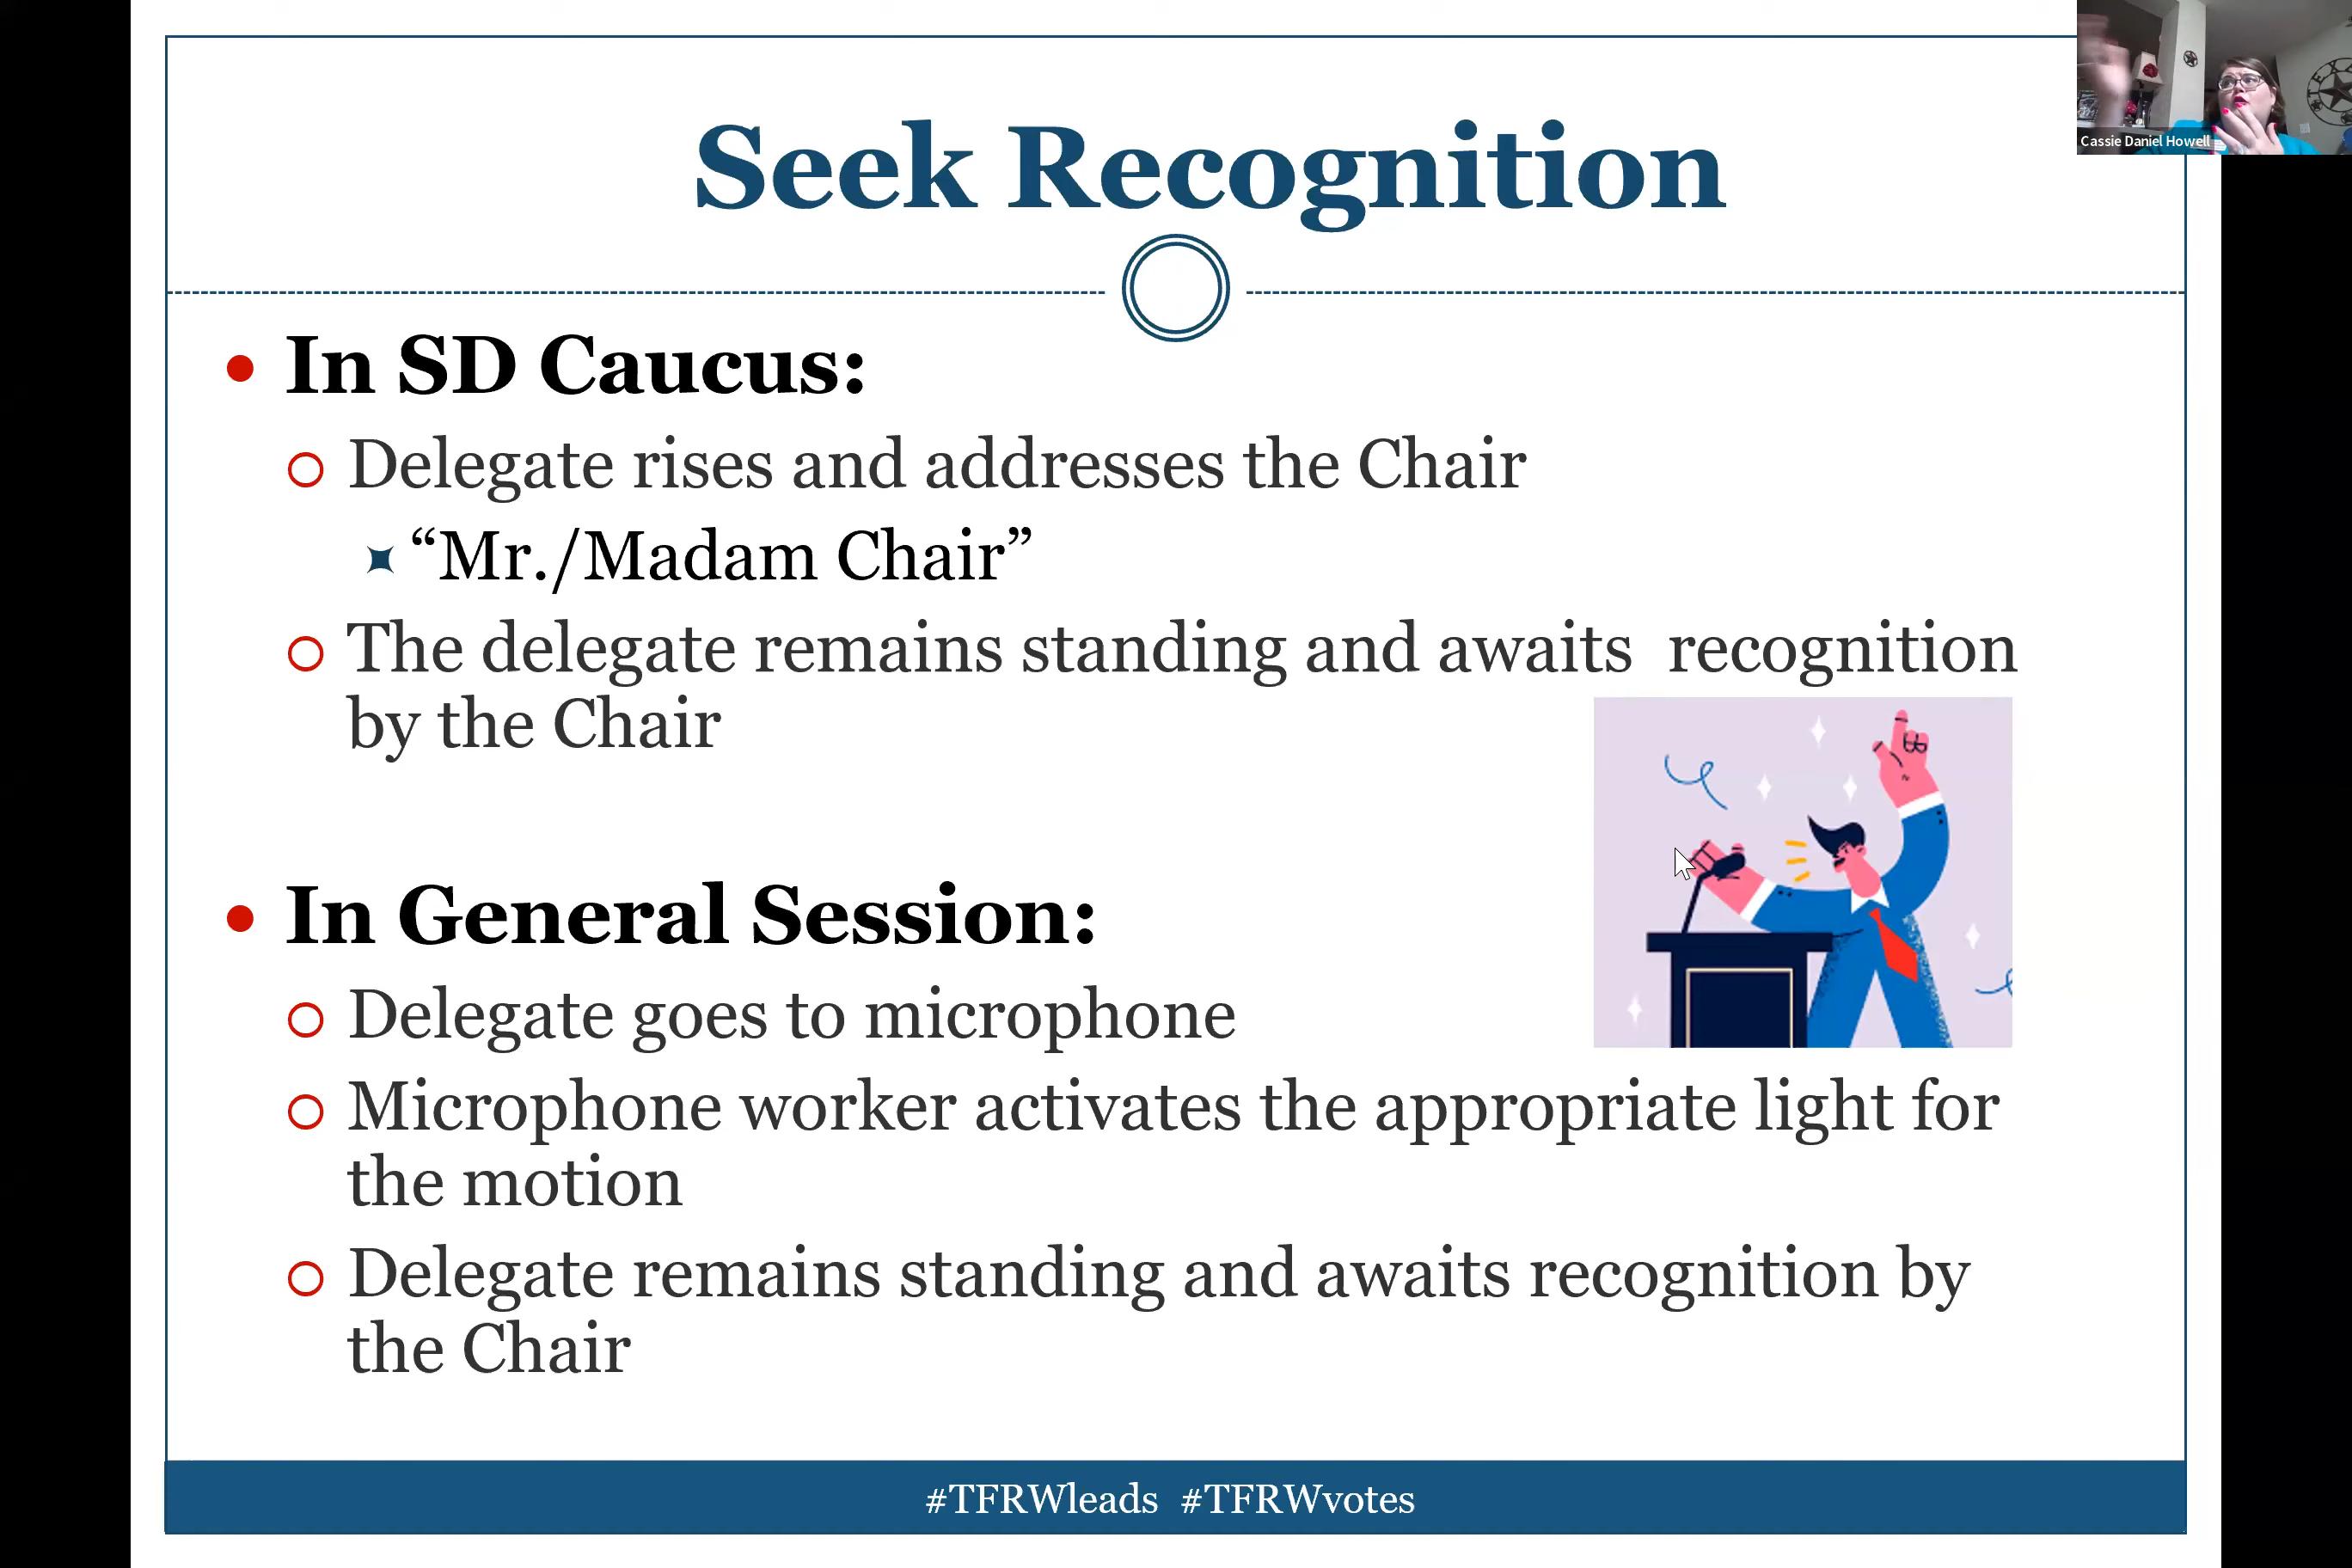 Cassie Daniel Howell
Seek Recognition
In SD Caucus:
Delegate rises and addresses the Chair
“Mr./Madam Chair”
The delegate remains standing and awaits recognition
by the Chair
In General Session:
Delegate goes to microphone
Microphone worker activates the appropriate light for
the motion
Delegate remains standing and awaits recognition by
the Chair
#TFRWleads #TFRWvotes